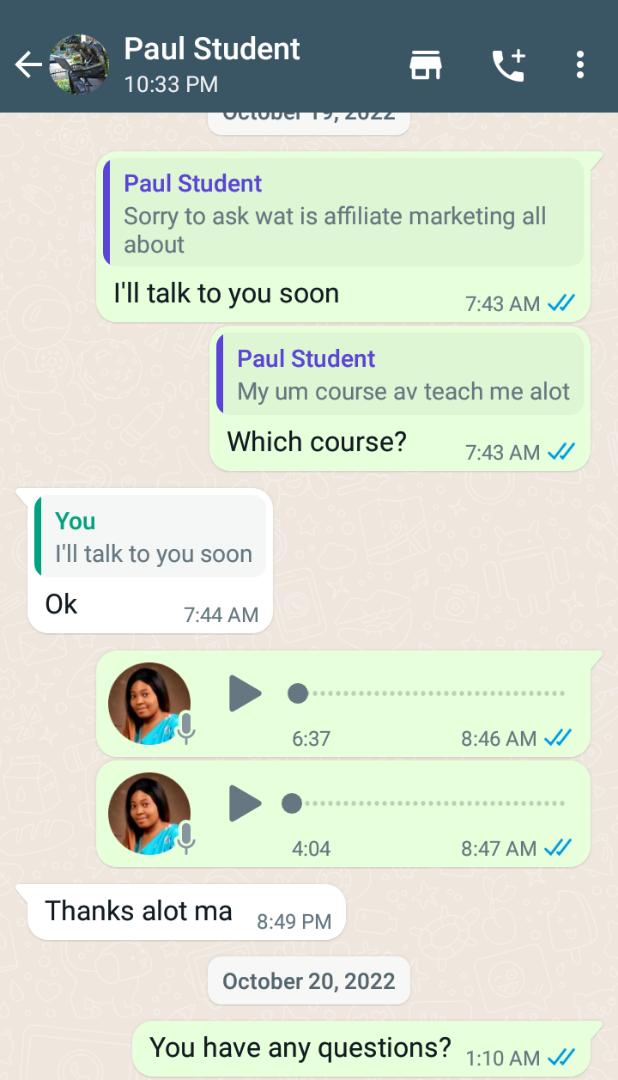 Paul Student
10:33 PM
October 19, 2022
Paul Student
Sorry to ask wat is affiliate marketing all
about
I'll talk to you soon
7:43 AM
Paul Student
My um course av teach me alot
Which course?
7:43 AM
You
I'll talk to you soon
Ok
7:44 AM
6:37
8:46 AM
4:04
8:47 AM
Thanks alot ma
8:49 PM
October 20, 2022
You have any questions?
1:10 AM